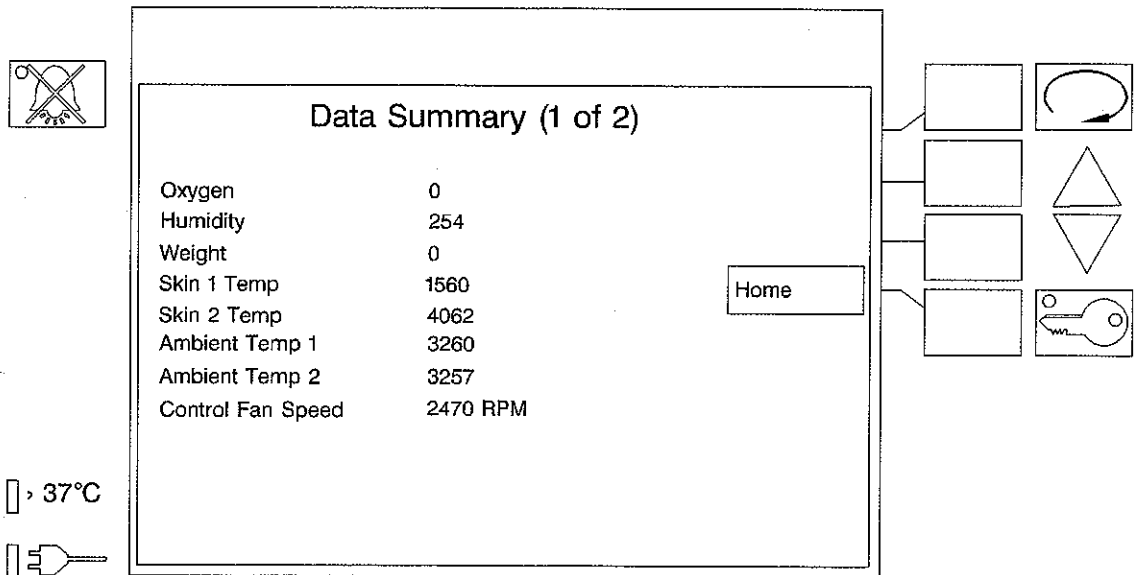 Data Summary (1 of 2)
Oxygen 0
Humidity 254
Weight 0
Skin 1 Temp 1560
Skin 2 Temp 4062
Ambient Temp 1 3260
Ambient Temp 2 3257
Control Fan Speed 2470 RPM
Home
> 37°C